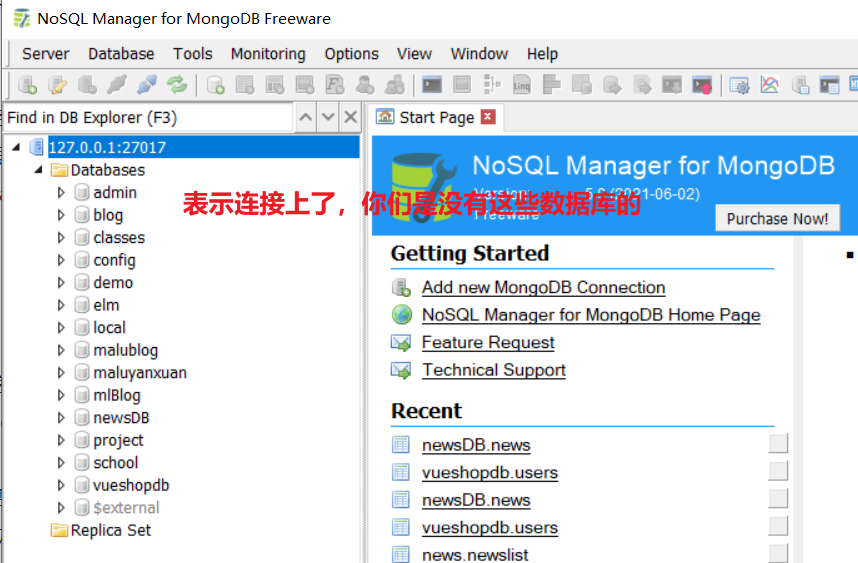 NoSQL Manager for MongoDB Freeware
Server Database Tools Monitoring Options View Window Help
Find in DB Explorer (F3)
Start Page
127.0.0.1:27017
Databases
admin
blog
classes
config
demo
elm
local
malublog
maluyanxuan
mlBlog
newsDB
project
school
vueshopdb
$external
Replica Set
表示连接上了，你们是没有这些数据库的
NoSQL Manager for MongoDB
Version: 5.9 (2021-06-02)
Freeware
Purchase Now!
Getting Started
Add new MongoDB Connection
NoSQL Manager for MongoDB Home Page
Feature Request
Technical Support
Recent
newsDB.news
vueshopdb.users
newsDB.news
vueshopdb.users
news.newslist